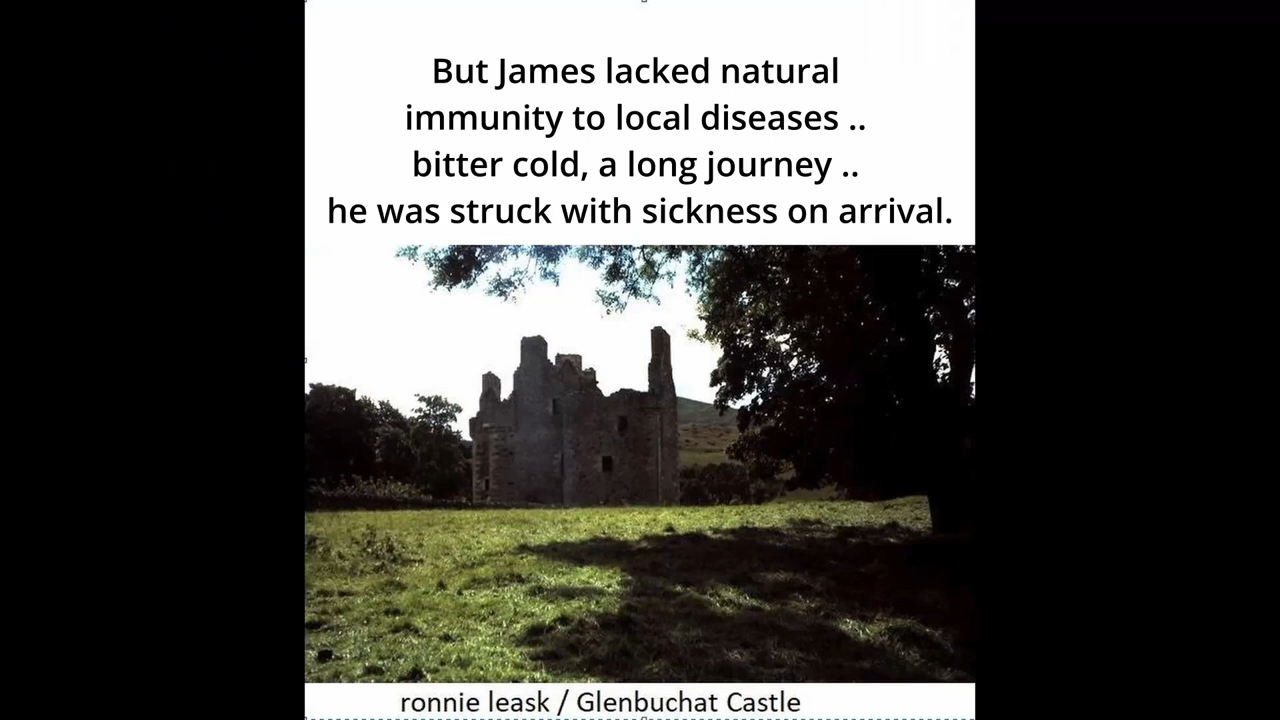 But James lacked natural
immunity to local diseases ..
bitter cold, a long journey ..
he was struck with sickness on arrival.
ronnie leask / Glenbuchat Castle